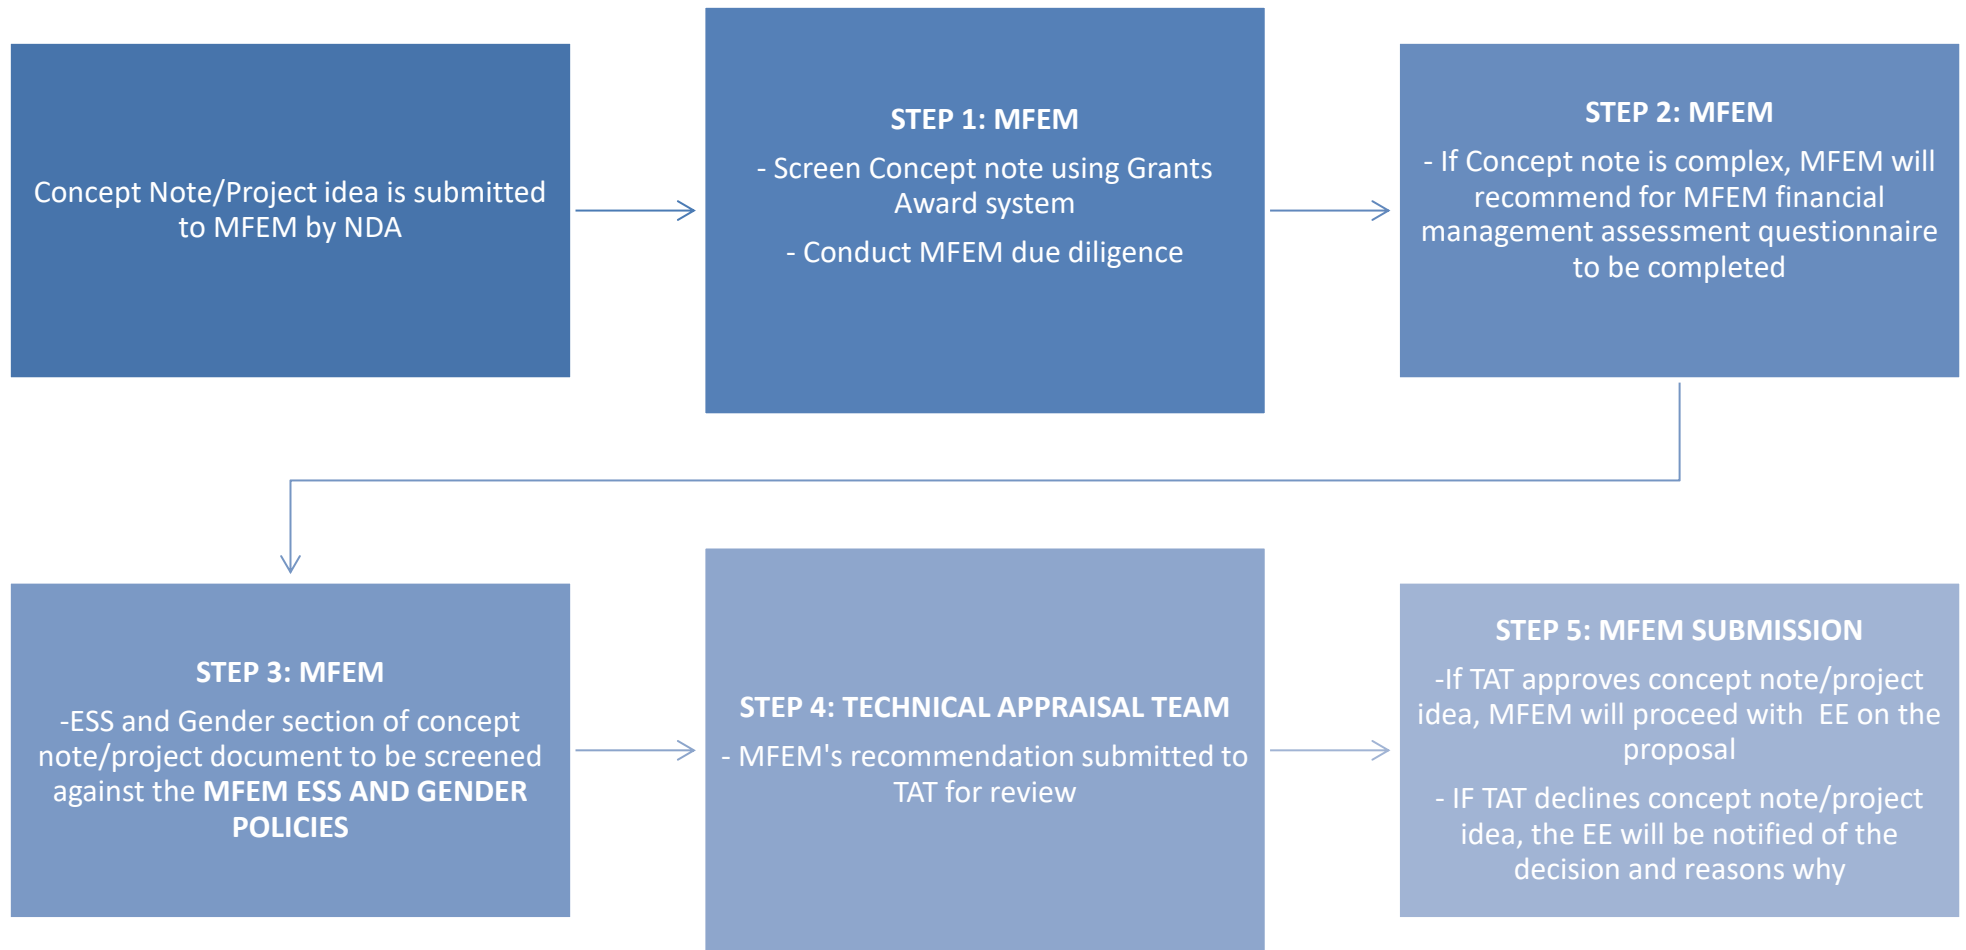 Concept Note/Project idea is submitted
to MFEM by NDA
STEP 1: MFEM
- Screen Concept note using Grants
Award system
- Conduct MFEM due diligence
STEP 2: MFEM
- If Concept note is complex, MFEM will
recommend for MFEM financial
management assessment questionnaire
to be completed
STEP 3: MFEM
-ESS and Gender section of concept
note/project document to be screened
against the MFEM ESS AND GENDER
POLICIES
STEP 4: TECHNICAL APPRAISAL TEAM
- MFEM's recommendation submitted to
TAT for review
STEP 5: MFEM SUBMISSION
-If TAT approves concept note/project
idea, MFEM will proceed with  EE on the
proposal
- IF TAT declines concept note/project
idea, the EE will be notified of the
decision and reasons why